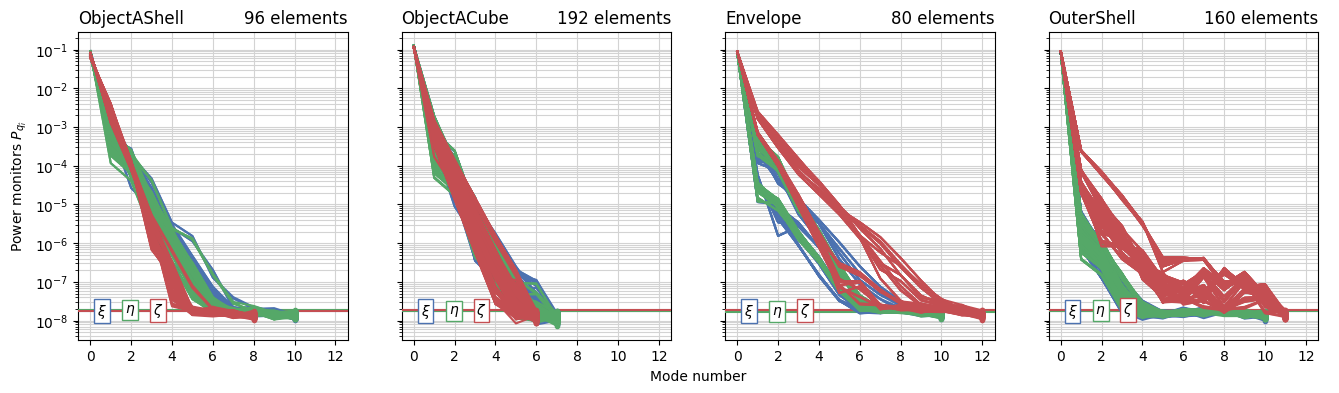 ObjectAShell 96 elements ObjectACube 192 elements Envelope 80 elements OuterShell 160 elements
10⁻¹
10⁻²
10⁻³
10⁻⁴
10⁻⁵
10⁻⁶
10⁻⁷
10⁻⁸
Power monitors P_{q_i}
ξ η ζ ξ η ζ ξ η ζ ξ η ζ
0 2 4 6 8 10 12 0 2 4 6 8 10 12 0 2 4 6 8 10 12 0 2 4 6 8 10 12
Mode number